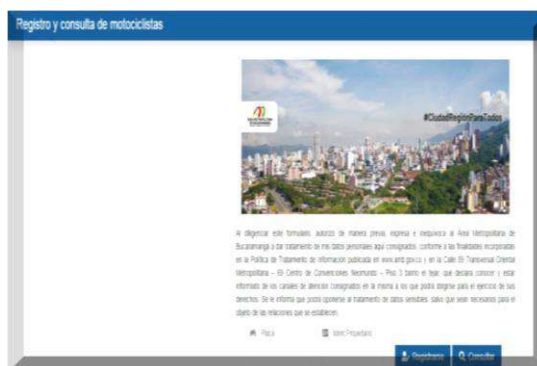 Registro y consulta de motociclistas
#CiudadRegiónParaTodos
Al diligenciar este formulario, autorizo de manera previa, expresa e inequívoca al Área Metropolitana de
Bucaramanga a dar tratamiento de mis datos personales aquí consignados, conforme a las finalidades incorporadas
en la Política de Tratamiento de Información publicada en www.amb.gov.co y en la Calle 89 Transversal Oriental
Metropolitana - 69 Centro de Convenciones Neomundo - Piso 3 barrio el tejar, que declara conocer y estar
informado de los canales de atención consignados en la misma a los que podrá dirigirse para el ejercicio de sus
derechos. Se le informa que podrá oponerse al tratamiento de datos sensibles, salvo que sean necesarios para el
objeto de las relaciones que se establecen.
Placa
Propietario
Registrarse
Consultar